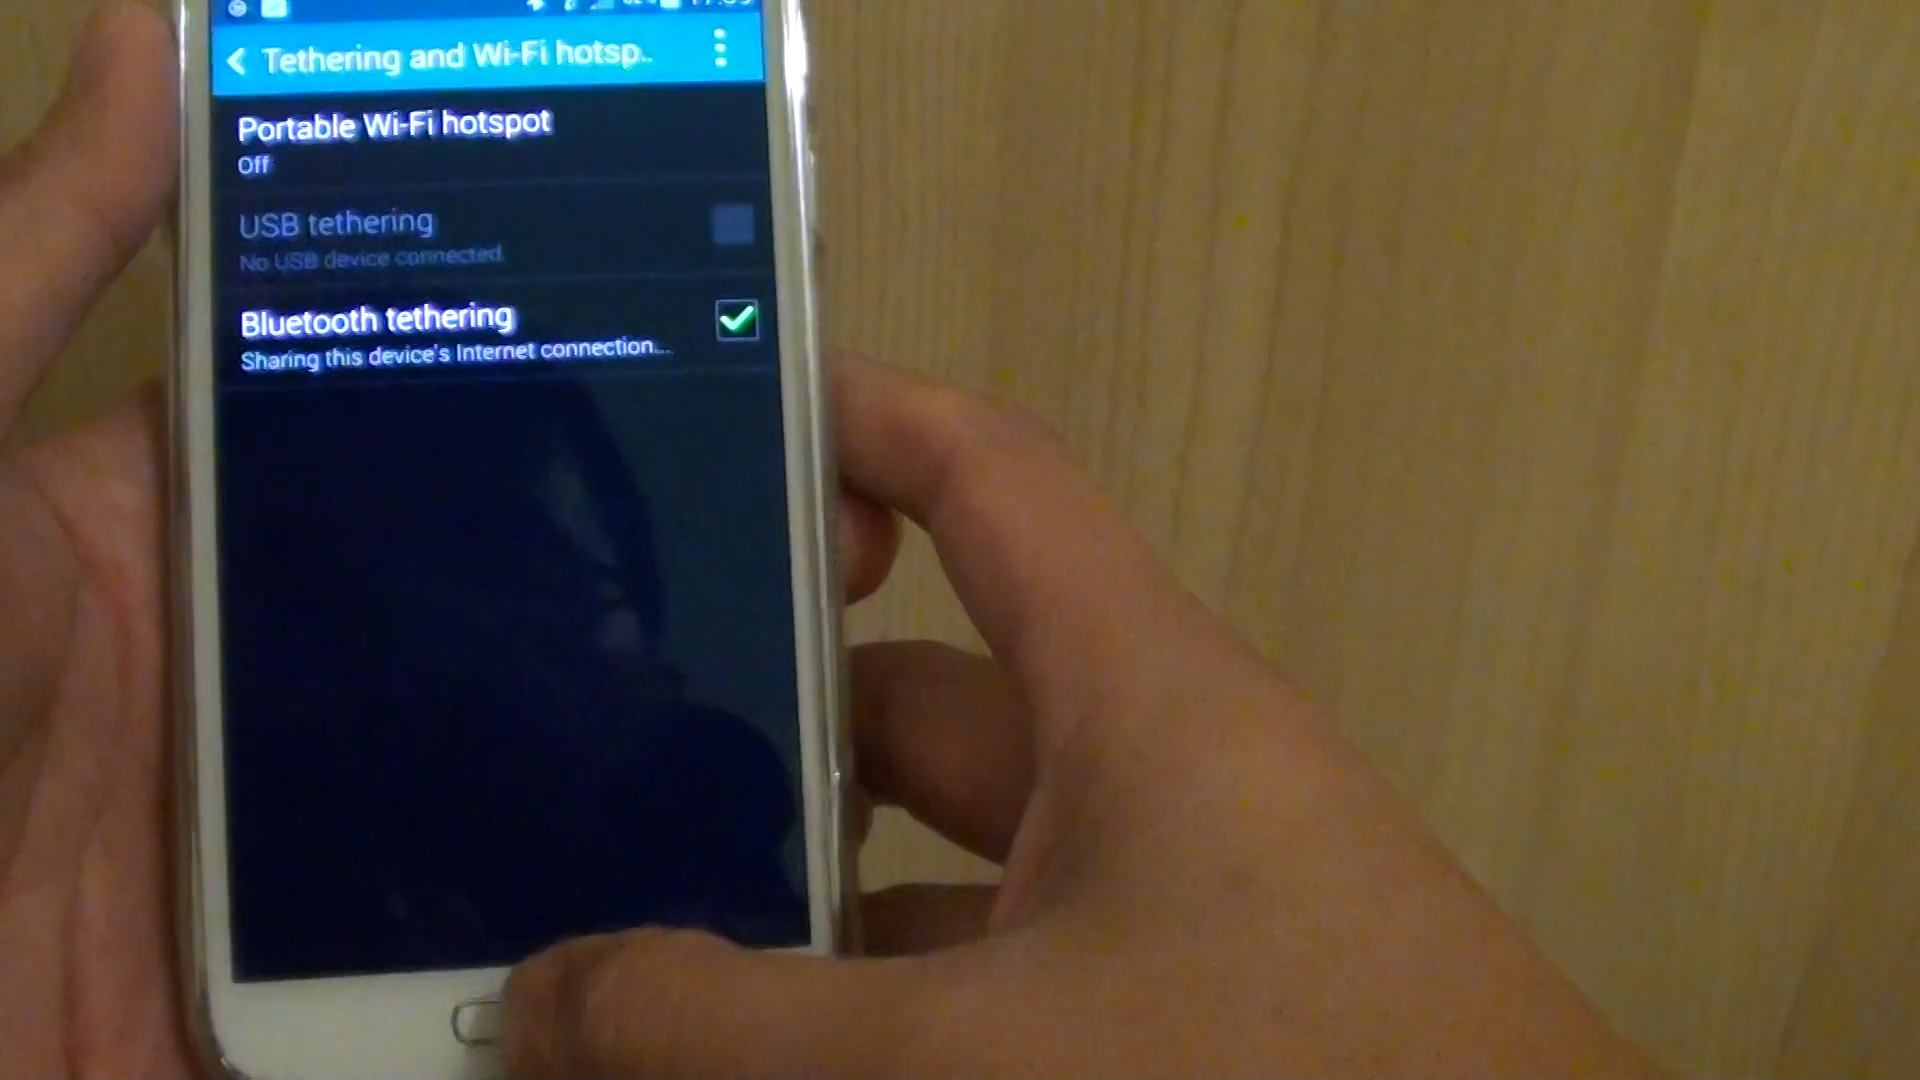 Tethering and Wi-Fi hotsp..
Portable Wi-Fi hotspot
Off
USB tethering
No USB device connected.
Bluetooth tethering
Sharing this device's Internet connection...